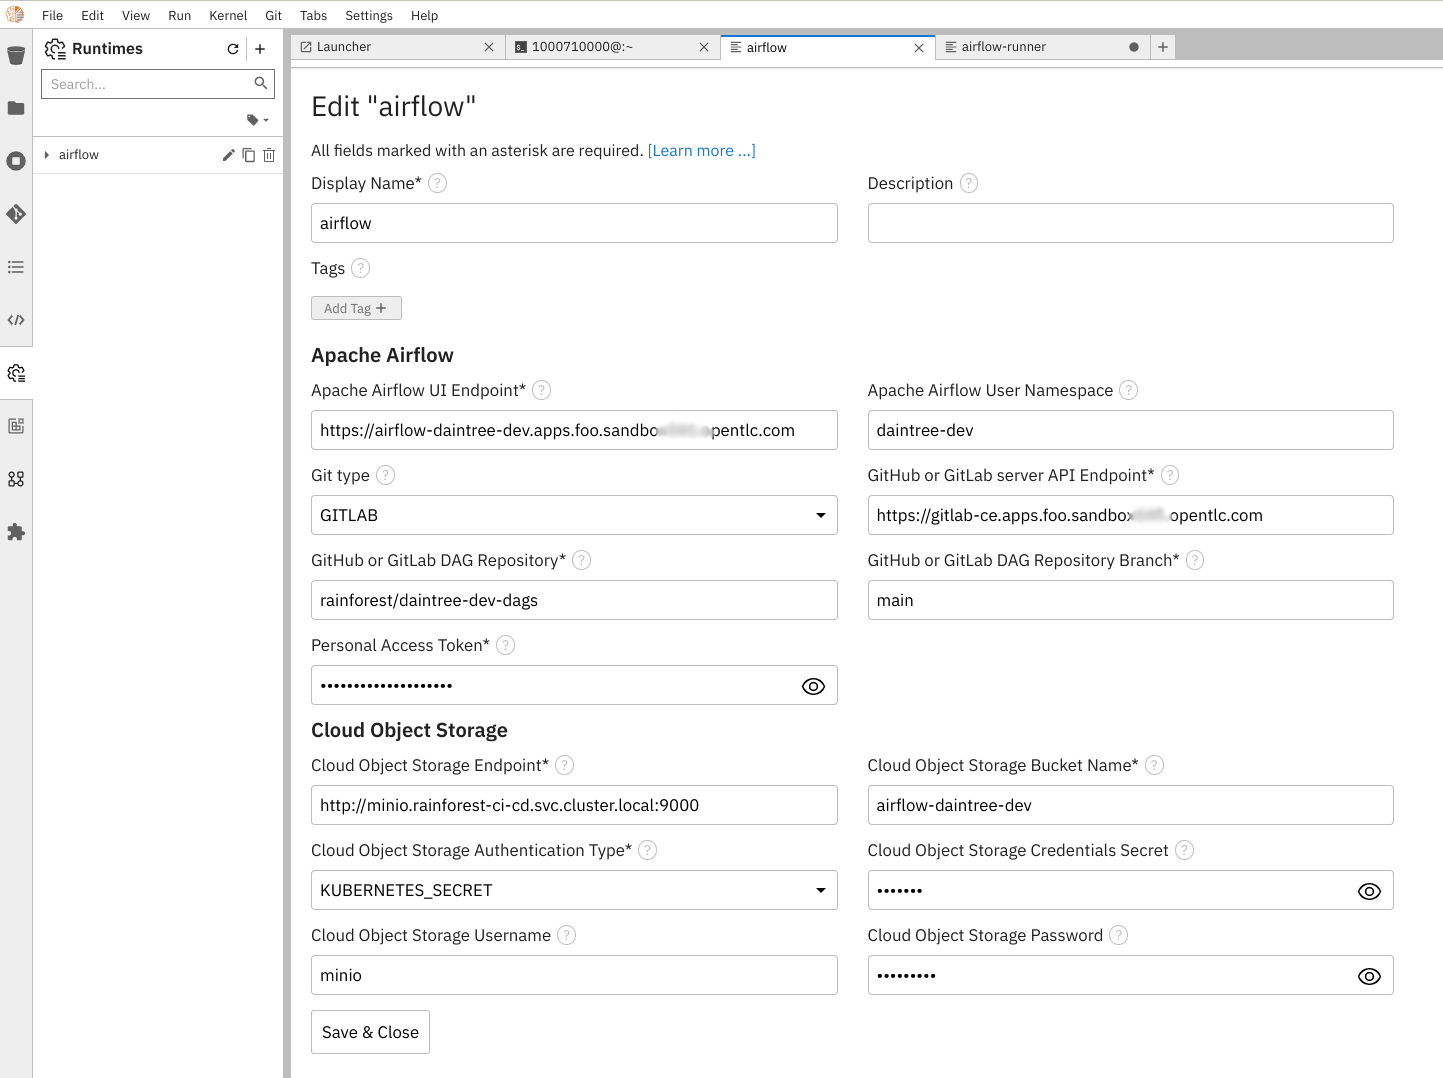 File Edit View Run Kernel Git Tabs Settings Help
Runtimes
Search...
airflow
Launcher
1000710000@:~
airflow
airflow-runner
Edit "airflow"
All fields marked with an asterisk are required. [Learn more ...]
Display Name* ?
Description ?
airflow
Tags ?
Add Tag +
Apache Airflow
Apache Airflow UI Endpoint* ?
Apache Airflow User Namespace ?
https://airflow-daintree-dev.apps.foo.sandbo pentlc.com
daintree-dev
Git type ?
GitHub or GitLab server API Endpoint* ?
GITLAB
https://gitlab-ce.apps.foo.sandbox opentlc.com
GitHub or GitLab DAG Repository* ?
GitHub or GitLab DAG Repository Branch* ?
rainforest/daintree-dev-dags
main
Personal Access Token* ?
••••••••••••••••••••
Cloud Object Storage
Cloud Object Storage Endpoint* ?
Cloud Object Storage Bucket Name* ?
http://minio.rainforest-ci-cd.svc.cluster.local:9000
airflow-daintree-dev
Cloud Object Storage Authentication Type* ?
Cloud Object Storage Credentials Secret ?
KUBERNETES_SECRET
•••••••
Cloud Object Storage Username ?
Cloud Object Storage Password ?
minio
•••••••••
Save & Close